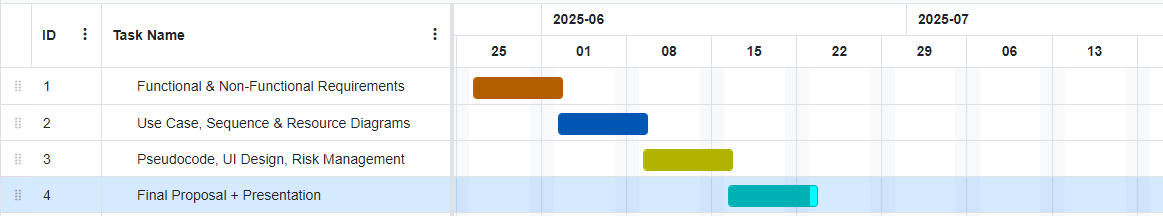 2025-06 2025-07
ID Task Name
25 01 08 15 22 29 06 13
1 Functional & Non-Functional Requirements
2 Use Case, Sequence & Resource Diagrams
3 Pseudocode, UI Design, Risk Management
4 Final Proposal + Presentation